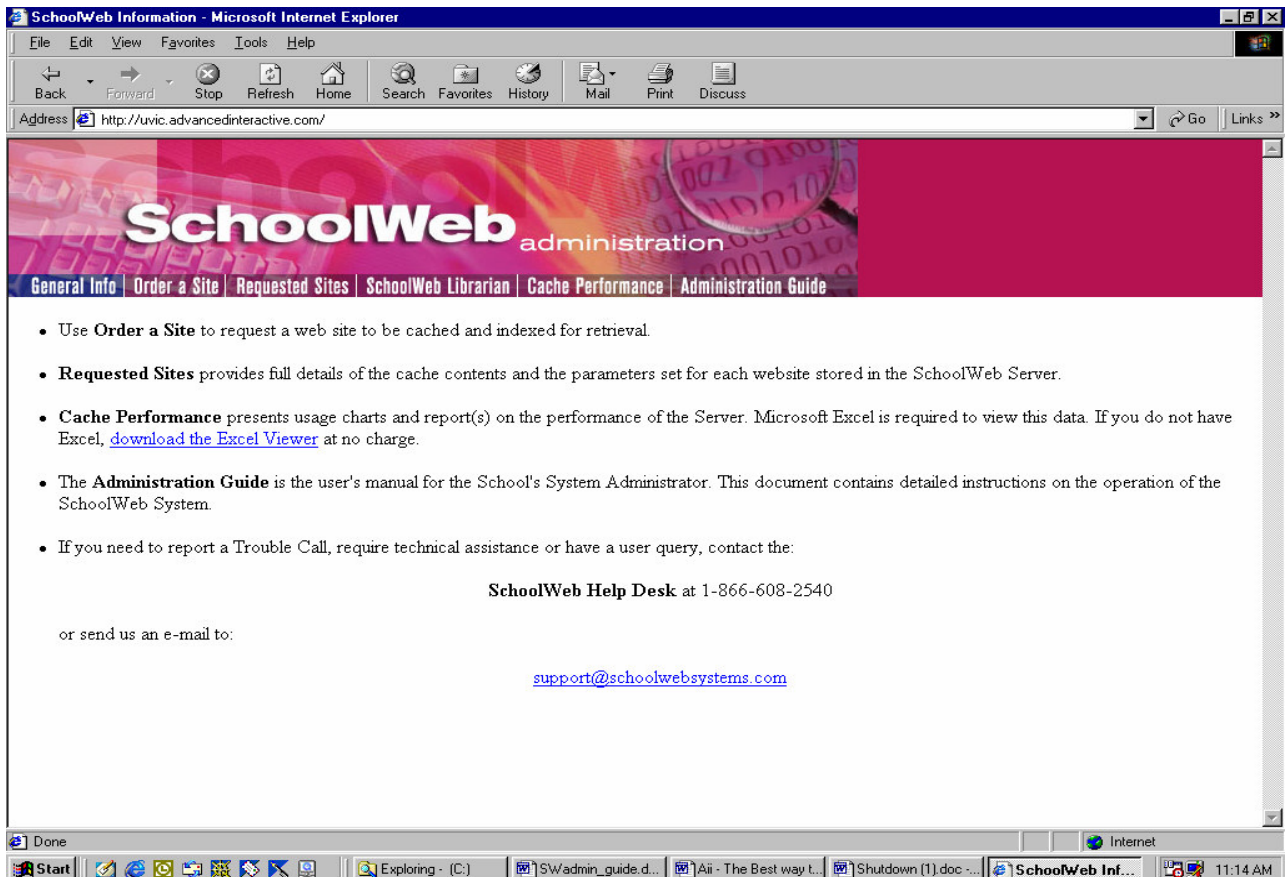 SchoolWeb Information - Microsoft Internet Explorer
File Edit View Favorites Tools Help
Back Forward Stop Refresh Home Search Favorites History Mail Print Discuss
Address http://uvic.advancedinteractive.com/ Go Links »
SchoolWeb administration
General Info | Order a Site | Requested Sites | SchoolWeb Librarian | Cache Performance | Administration Guide
• Use Order a Site to request a web site to be cached and indexed for retrieval.
• Requested Sites provides full details of the cache contents and the parameters set for each website stored in the SchoolWeb Server.
• Cache Performance presents usage charts and report(s) on the performance of the Server. Microsoft Excel is required to view this data. If you do not have
Excel, download the Excel Viewer at no charge.
• The Administration Guide is the user's manual for the School's System Administrator. This document contains detailed instructions on the operation of the
SchoolWeb System.
• If you need to report a Trouble Call, require technical assistance or have a user query, contact the:
SchoolWeb Help Desk at 1-866-608-2540
or send us an e-mail to:
support@schoolwebsystems.com
Done Internet
Start Exploring - (C:) SWadmin_guide.d... Aii - The Best way t... Shutdown (1).doc -... SchoolWeb Inf... 11:14 AM